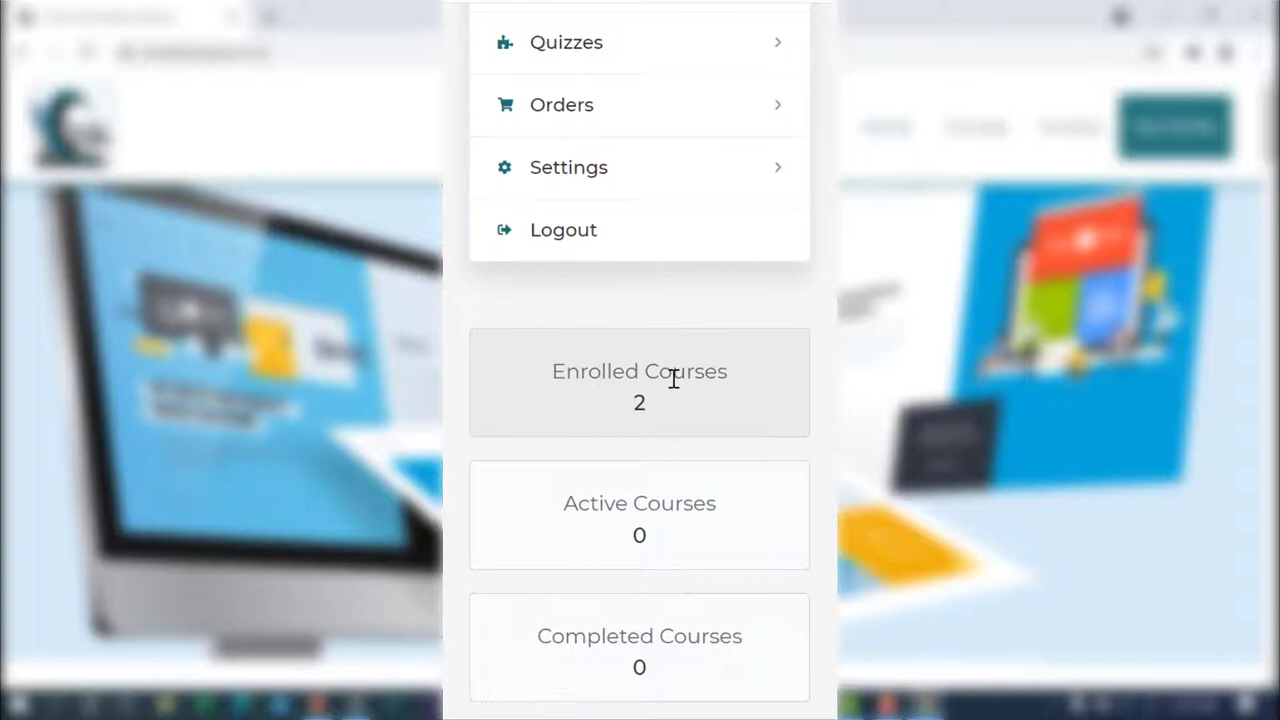 Quizzes
Orders
Settings
Logout
Enrolled Courses
2
Active Courses
0
Completed Courses
0